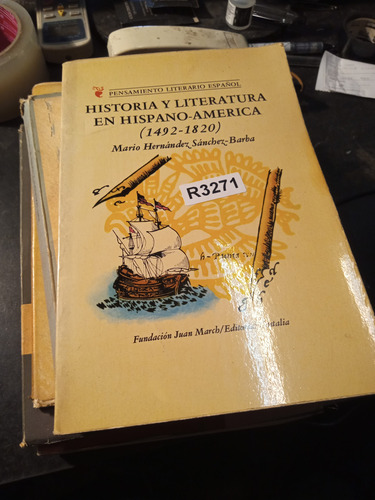 PENSAMIENTO LITERARIO ESPAÑOL
HISTORIA Y LITERATURA
EN HISPANO-AMERICA
(1492-1820)
Mario Hernández Sánchez-Barba
R3271
Fundación Juan March/Editorial